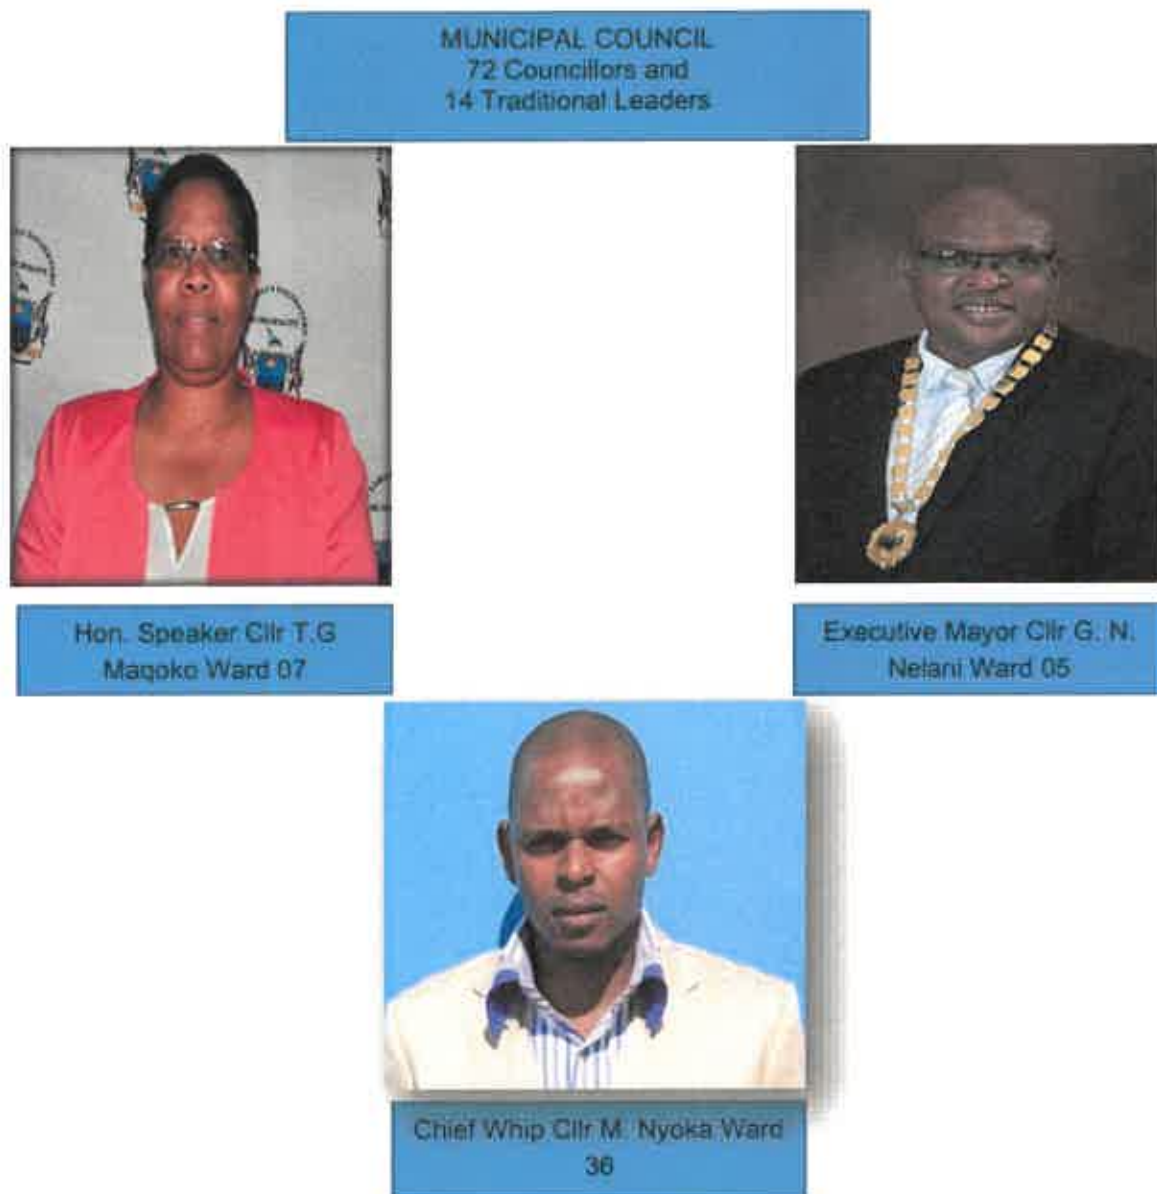 MUNICIPAL COUNCIL
72 Councillors and
14 Traditional Leaders
Hon. Speaker Cllr T.G
Maqoko Ward 07
Executive Mayor Cllr G. N.
Nelani Ward 05
Chief Whip Cllr M. Nyoka Ward
36